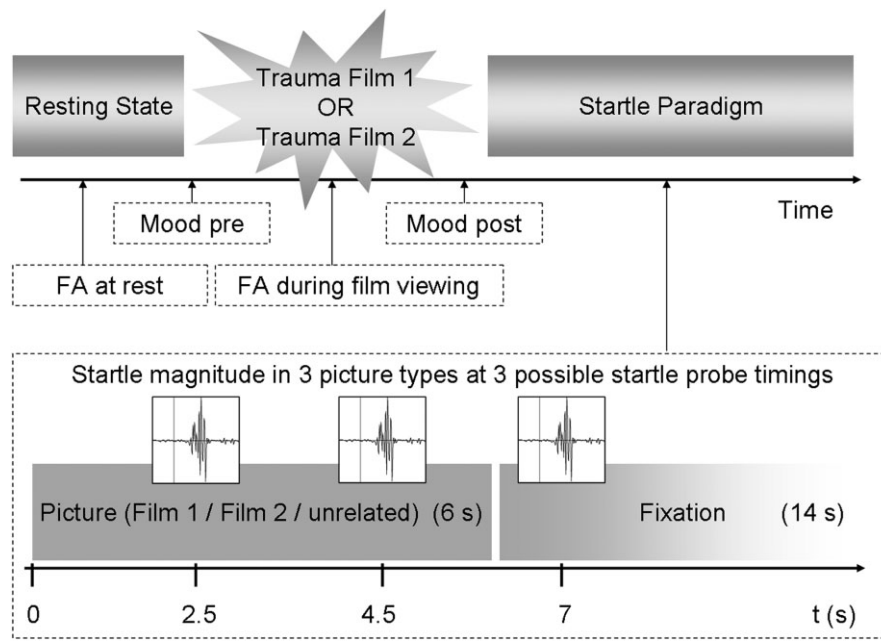 Resting State
Trauma Film 1
OR
Trauma Film 2
Startle Paradigm
Time
Mood pre
Mood post
FA at rest
FA during film viewing
Startle magnitude in 3 picture types at 3 possible startle probe timings
Picture (Film 1 / Film 2 / unrelated) (6 s)
Fixation (14 s)
0 2.5 4.5 7 t (s)